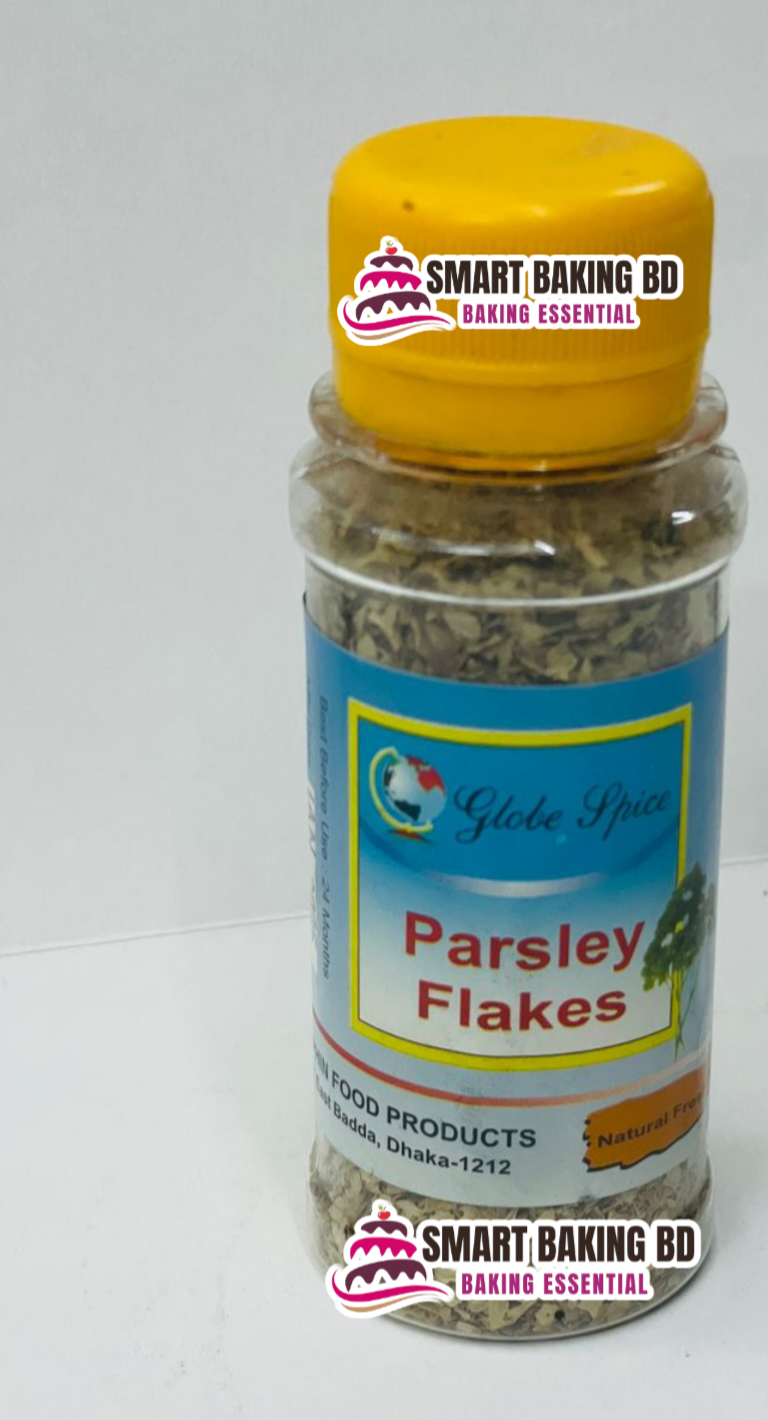 SMART BAKING BD
BAKING ESSENTIAL
Globe Spice
Parsley
Flakes
Best Before Use : 24 Months
FOOD PRODUCTS
Badda, Dhaka-1212
Natural
SMART BAKING BD
BAKING ESSENTIAL